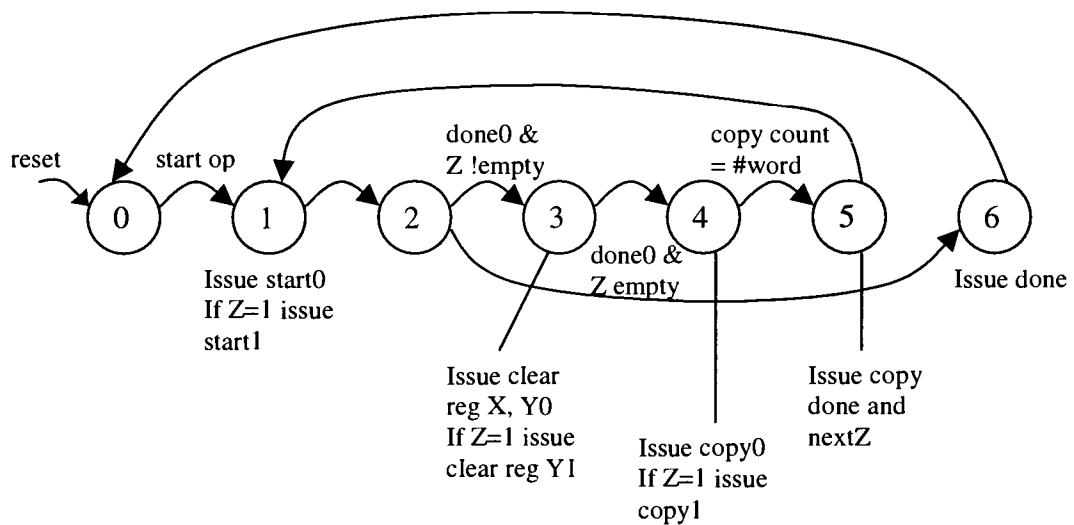 done0 &
Z !empty
copy count
= #word
reset
start op
0
1
2
3
4
5
6
done0 &
Z empty
Issue start0
If Z=1 issue
start1
Issue done
Issue clear
reg X, Y0
If Z=1 issue
clear reg Y1
Issue copy0
If Z=1 issue
copy1
Issue copy
done and
nextZ